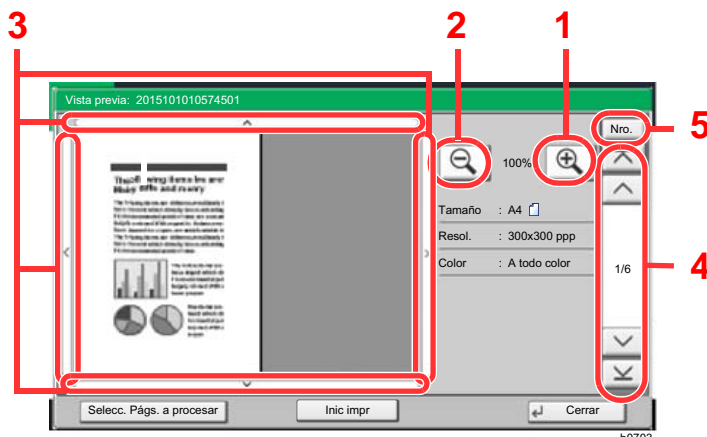 3
2
1
Vista previa: 2015101010574501
5
Nro.
100%
Tamaño : A4
Resol. : 300x300 ppp
Color : A todo color
1/6
4
Selecc. Págs. a procesar
Inic impr
Cerrar